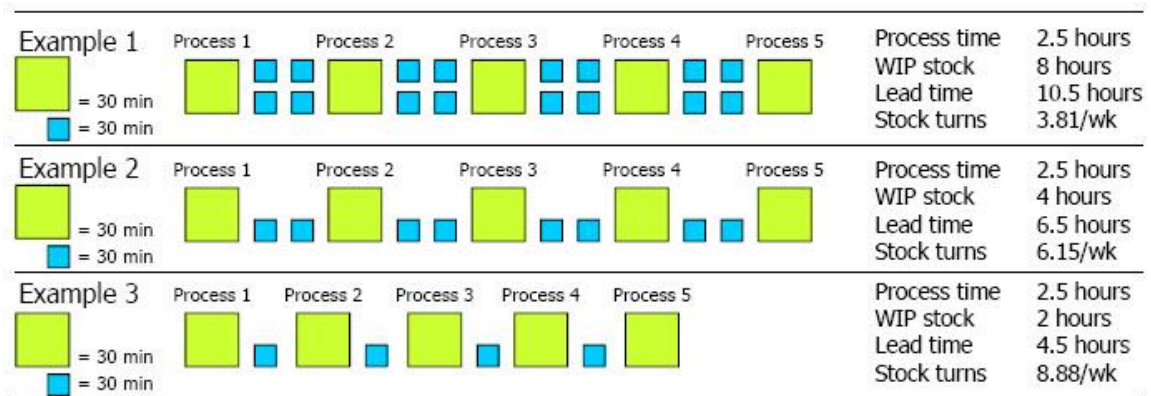 Example 1
Process 1 Process 2 Process 3 Process 4 Process 5
= 30 min
= 30 min
Process time 2.5 hours
WIP stock 8 hours
Lead time 10.5 hours
Stock turns 3.81/wk
Example 2
Process 1 Process 2 Process 3 Process 4 Process 5
= 30 min
= 30 min
Process time 2.5 hours
WIP stock 4 hours
Lead time 6.5 hours
Stock turns 6.15/wk
Example 3
Process 1 Process 2 Process 3 Process 4 Process 5
= 30 min
= 30 min
Process time 2.5 hours
WIP stock 2 hours
Lead time 4.5 hours
Stock turns 8.88/wk